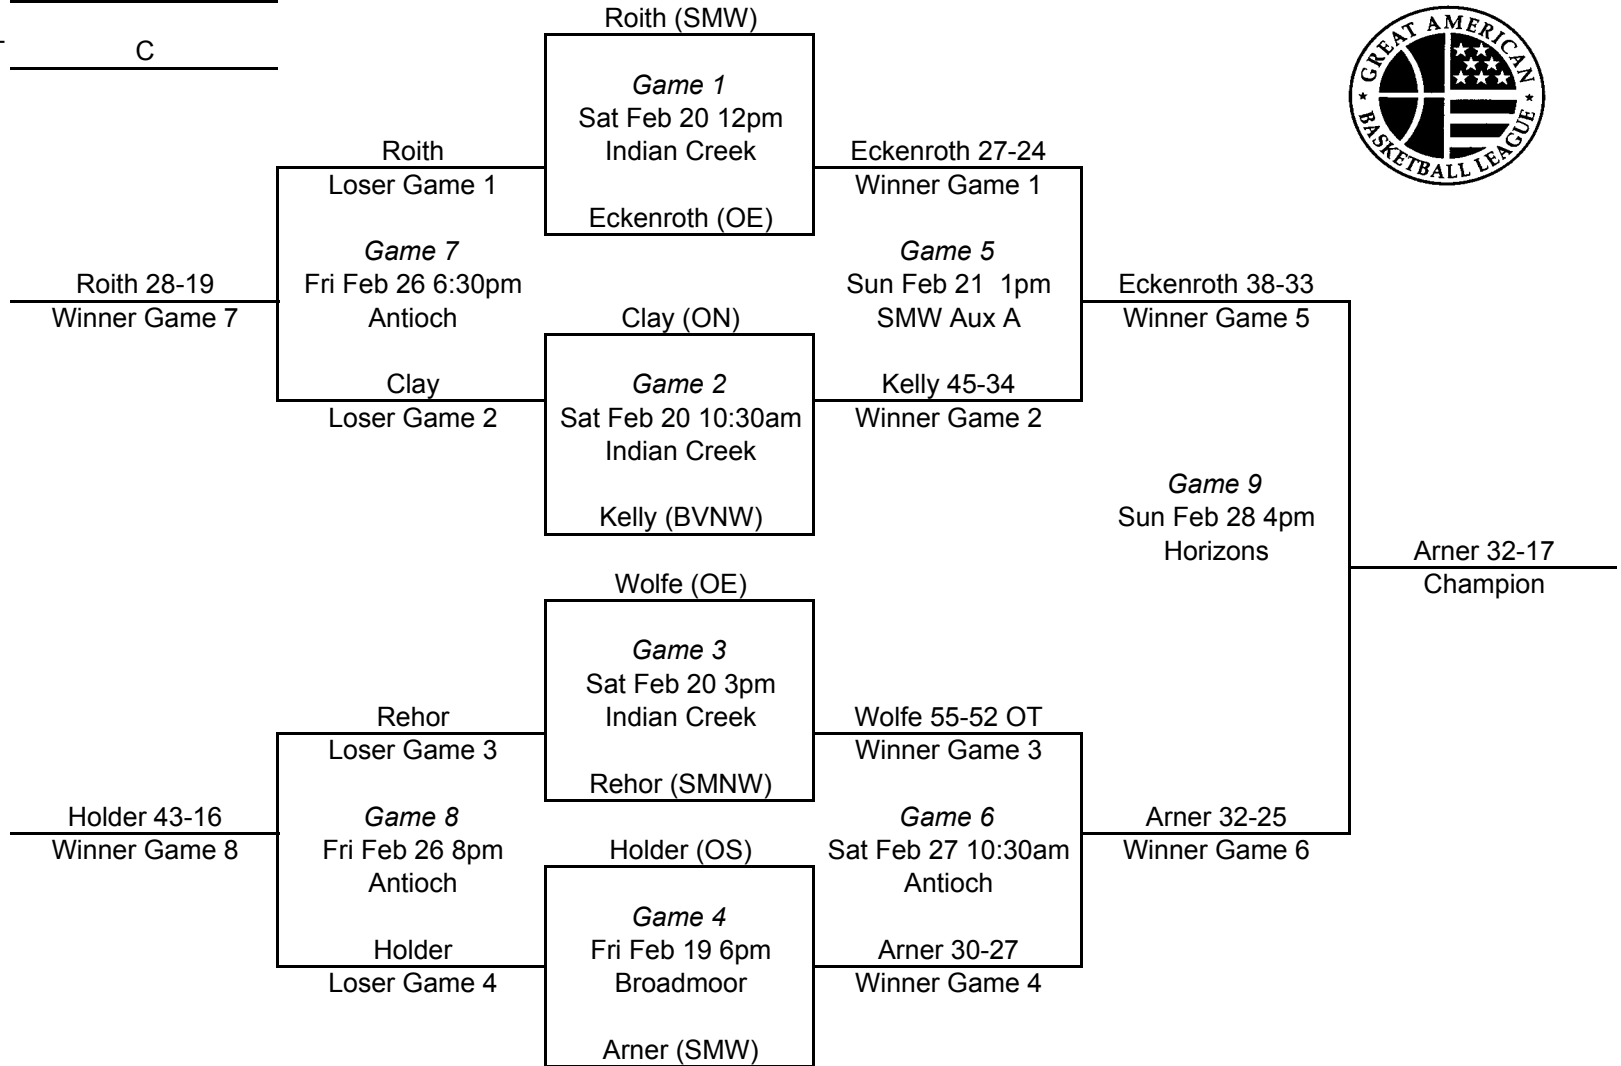 C
Roith (SMW)
Game 1
Sat Feb 20 12pm
Indian Creek
Eckenroth (OE)
GREAT AMERICAN
BASKETBALL LEAGUE
Roith
Loser Game 1
Eckenroth 27-24
Winner Game 1
Game 7
Fri Feb 26 6:30pm
Antioch
Game 5
Sun Feb 21 1pm
SMW Aux A
Roith 28-19
Winner Game 7
Eckenroth 38-33
Winner Game 5
Clay (ON)
Game 2
Sat Feb 20 10:30am
Indian Creek
Kelly (BVNW)
Clay
Loser Game 2
Kelly 45-34
Winner Game 2
Game 9
Sun Feb 28 4pm
Horizons
Arner 32-17
Champion
Wolfe (OE)
Game 3
Sat Feb 20 3pm
Indian Creek
Rehor (SMNW)
Rehor
Loser Game 3
Wolfe 55-52 OT
Winner Game 3
Holder 43-16
Winner Game 8
Game 8
Fri Feb 26 8pm
Antioch
Game 6
Sat Feb 27 10:30am
Antioch
Arner 32-25
Winner Game 6
Holder (OS)
Game 4
Fri Feb 19 6pm
Broadmoor
Arner (SMW)
Holder
Loser Game 4
Arner 30-27
Winner Game 4